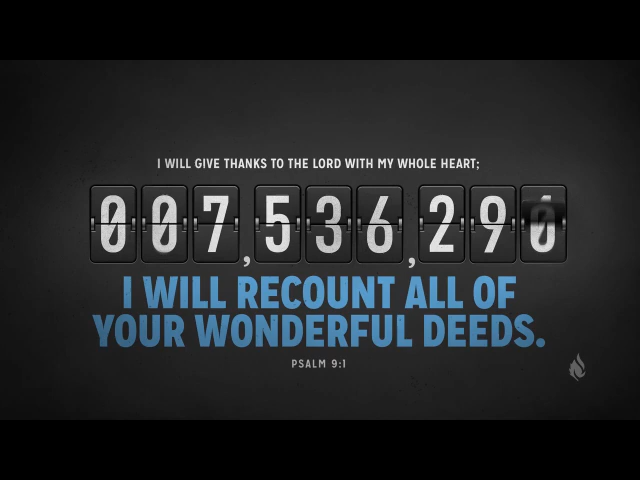 I WILL GIVE THANKS TO THE LORD WITH MY WHOLE HEART;
007,536,290
I WILL RECOUNT ALL OF
YOUR WONDERFUL DEEDS.
PSALM 9:1